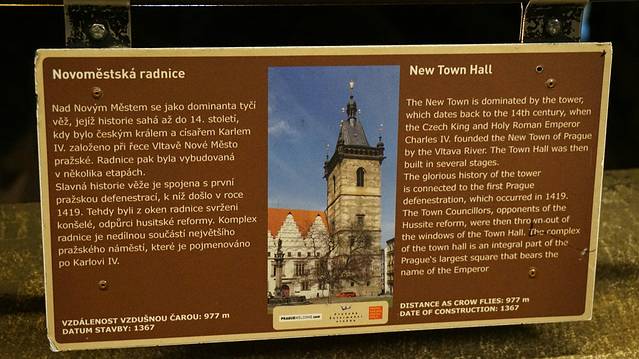 Novoměstská radnice
Nad Novým Městem se jako dominanta tyčí
věž, jejíž historie sahá až do 14. století,
kdy bylo českým králem a císařem Karlem
IV. založeno při řece Vltavě Nové Město
pražské. Radnice pak byla vybudovaná
v několika etapách.
Slavná historie věže je spojena s první
pražskou defenestrací, k níž došlo v roce
1419. Tehdy byli z oken radnice svrženi
konšelé, odpůrci husitské reformy. Komplex
radnice je nedílnou součástí největšího
pražského náměstí, které je pojmenováno
po Karlovi IV.
VZDÁLENOST VZDUŠNOU ČAROU: 977 m
DATUM STAVBY: 1367
PRAGUEWELCOME.com
New Town Hall
The New Town is dominated by the tower,
which dates back to the 14th century, when
the Czech King and Holy Roman Emperor
Charles IV. founded the New Town of Prague
by the Vltava River. The Town Hall was then
built in several stages.
The glorious history of the tower
is connected to the first Prague
defenestration, which occurred in 1419.
The Town Councillors, opponents of the
Hussite reform, were then thrown-out of
the windows of the Town Hall. The complex
of the town hall is an integral part of the
Prague's largest square that bears the
name of the Emperor
DISTANCE AS CROW FLIES: 977 m
DATE OF CONSTRUCTION: 1367